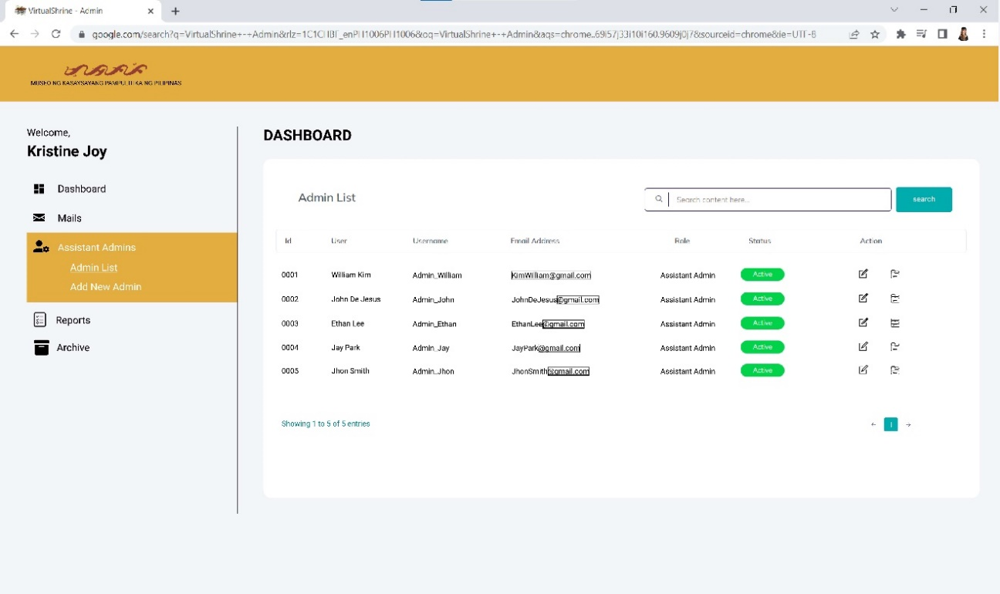 VirtualShrine - Admin
google.com/search?q=VirtualShrine+-+Admin&rlz=1C1CHBF_enPH1006PH1006&oq=VirtualShrine+-+Admin&aqs=chrome..69i57j33i10i160.9609j0j7&sourceid=chrome&ie=UTF-8
MUSEO NG KASAYSAYANG PAMPULITIKA NG PILIPINAS
Welcome,
Kristine Joy
Dashboard
Mails
Assistant Admins
Admin List
Add New Admin
Reports
Archive
DASHBOARD
Admin List
Search content here...
search
Id User Username Email Address Role Status Action
0001 William Kim Admin_William KimWilliam@gmail.com Assistant Admin Active
0002 John De Jesus Admin_John JohnDeJesus@gmail.com Assistant Admin Active
0003 Ethan Lee Admin_Ethan EthanLee@gmail.com Assistant Admin Active
0004 Jay Park Admin_Jay JayPark@gmail.com Assistant Admin Active
0005 Jhon Smith Admin_Jhon JhonSmith@gmail.com Assistant Admin Active
Showing 1 to 5 of 5 entries
1